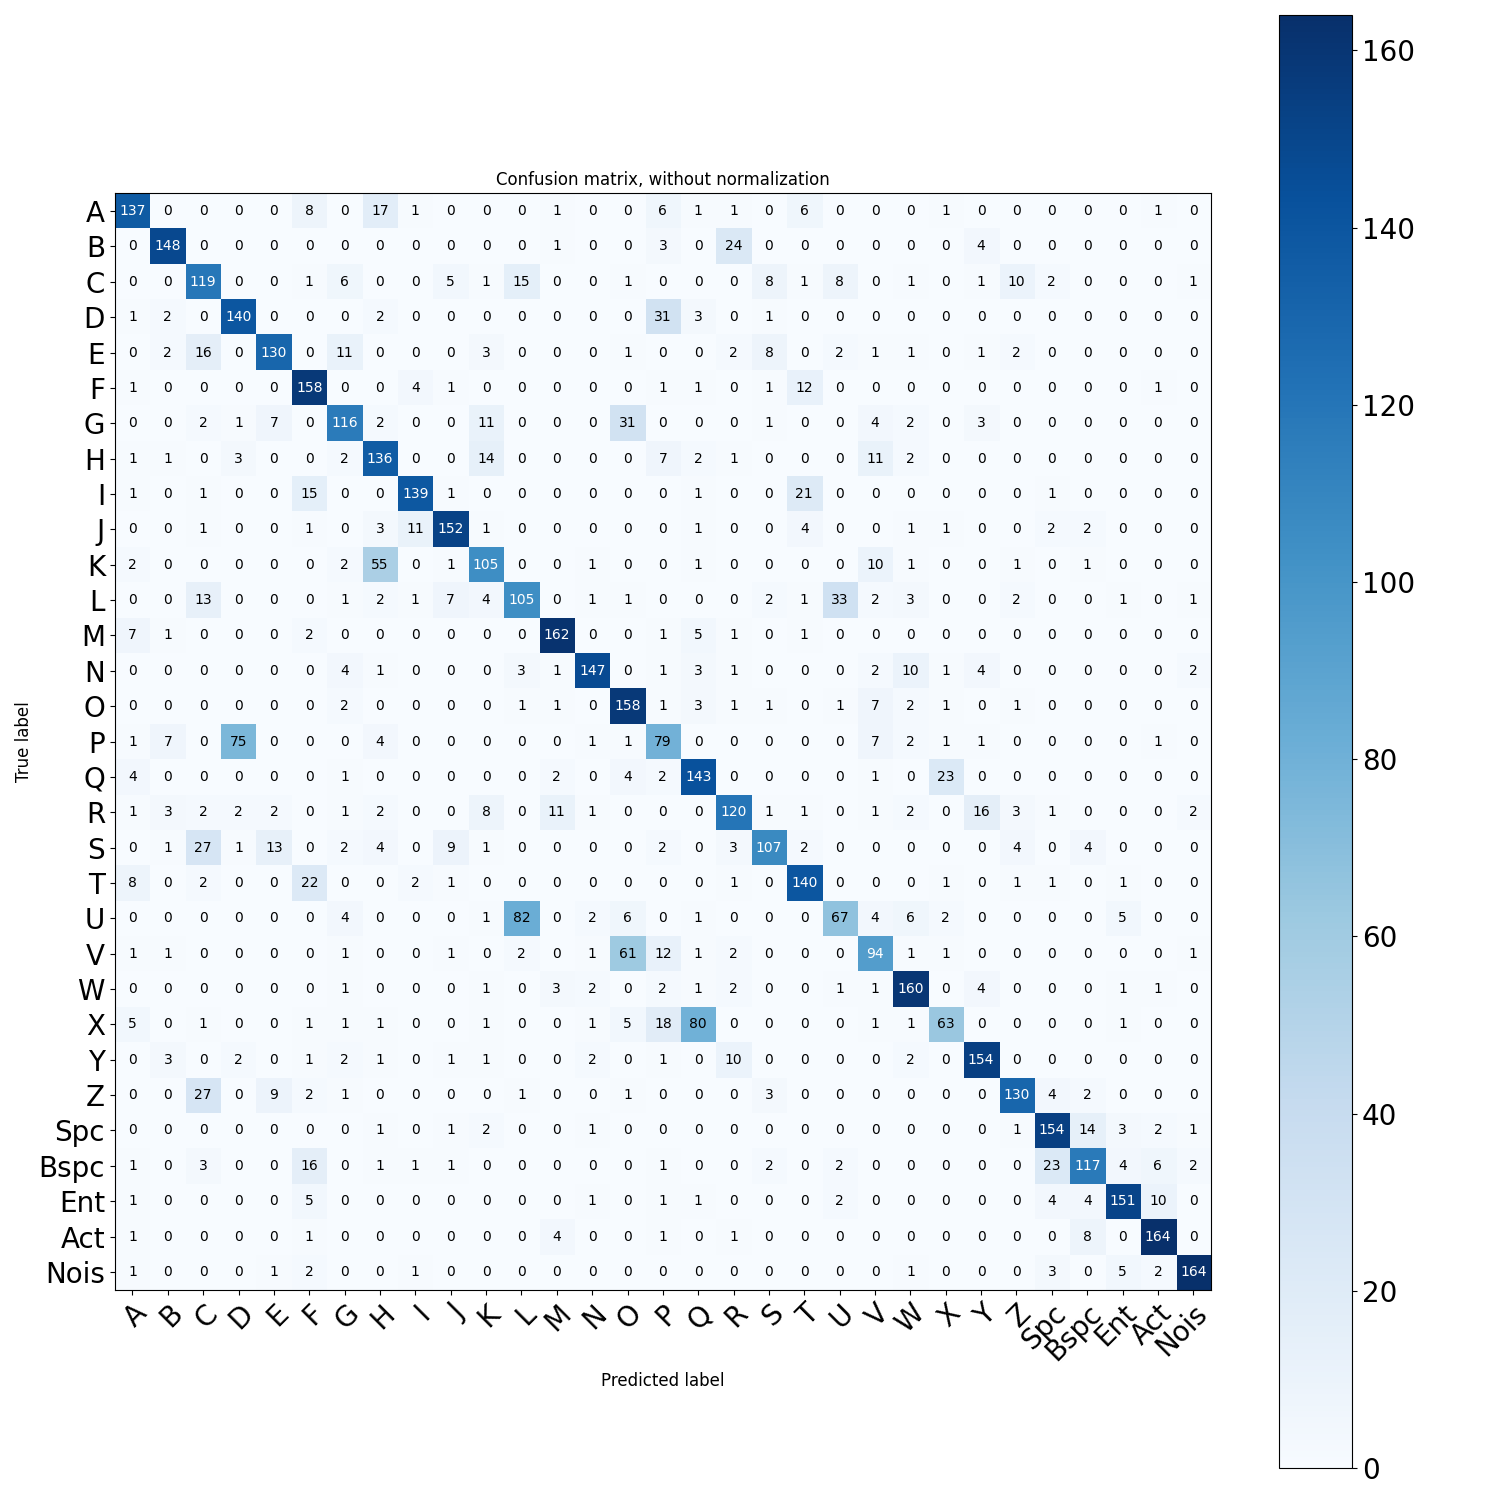 Confusion matrix, without normalization
A 137 0 0 0 0 8 0 17 1 0 0 0 1 0 0 6 1 1 0 6 0 0 0 1 0 0 0 0 0 1 0
B 0 148 0 0 0 0 0 0 0 0 0 0 1 0 0 3 0 24 0 0 0 0 0 0 4 0 0 0 0 0 0
C 0 0 119 0 0 1 6 0 0 5 1 15 0 0 1 0 0 0 8 1 8 0 1 0 1 10 2 0 0 0 1
D 1 2 0 140 0 0 0 2 0 0 0 0 0 0 0 31 3 0 1 0 0 0 0 0 0 0 0 0 0 0 0
E 0 2 16 0 130 0 11 0 0 0 3 0 0 0 1 0 0 2 8 0 2 1 1 0 1 2 0 0 0 0 0
F 1 0 0 0 0 158 0 0 4 1 0 0 0 0 0 1 1 0 1 12 0 0 0 0 0 0 0 0 0 1 0
G 0 0 2 1 7 0 116 2 0 0 11 0 0 0 31 0 0 0 1 0 0 4 2 0 3 0 0 0 0 0 0
H 1 1 0 3 0 0 2 136 0 0 14 0 0 0 0 7 2 1 0 0 0 11 2 0 0 0 0 0 0 0 0
I 1 0 1 0 0 15 0 0 139 1 0 0 0 0 0 0 1 0 0 21 0 0 0 0 0 0 1 0 0 0 0
J 0 0 1 0 0 1 0 3 11 152 1 0 0 0 0 0 1 0 0 4 0 0 1 1 0 0 2 2 0 0 0
K 2 0 0 0 0 0 2 55 0 1 105 0 0 1 0 0 1 0 0 0 0 10 1 0 0 1 0 1 0 0 0
L 0 0 13 0 0 0 1 2 1 7 4 105 0 1 1 0 0 0 2 1 33 2 3 0 0 2 0 0 1 0 1
M 7 1 0 0 0 2 0 0 0 0 0 0 162 0 0 1 5 1 0 1 0 0 0 0 0 0 0 0 0 0 0
N 0 0 0 0 0 0 4 1 0 0 0 3 1 147 0 1 3 1 0 0 0 2 10 1 4 0 0 0 0 0 2
O 0 0 0 0 0 0 2 0 0 0 0 1 1 0 158 1 3 1 1 0 1 7 2 1 0 1 0 0 0 0 0
P 1 7 0 75 0 0 0 4 0 0 0 0 0 1 1 79 0 0 0 0 0 7 2 1 1 0 0 0 0 1 0
Q 4 0 0 0 0 0 1 0 0 0 0 0 2 0 4 2 143 0 0 0 0 1 0 23 0 0 0 0 0 0 0
R 1 3 2 2 2 0 1 2 0 0 8 0 11 1 0 0 0 120 1 1 0 1 2 0 16 3 1 0 0 0 2
S 0 1 27 1 13 0 2 4 0 9 1 0 0 0 0 2 0 3 107 2 0 0 0 0 0 4 0 4 0 0 0
T 8 0 2 0 0 22 0 0 2 1 0 0 0 0 0 0 0 1 0 140 0 0 0 1 0 1 1 0 1 0 0
U 0 0 0 0 0 0 4 0 0 0 1 82 0 2 6 0 1 0 0 0 67 4 6 2 0 0 0 0 5 0 0
V 1 1 0 0 0 0 1 0 0 1 0 2 0 1 61 12 1 2 0 0 0 94 1 1 0 0 0 0 0 0 1
W 0 0 0 0 0 0 1 0 0 0 1 0 3 2 0 2 1 2 0 0 1 1 160 0 4 0 0 0 1 1 0
X 5 0 1 0 0 1 1 1 0 0 1 0 0 1 5 18 80 0 0 0 0 1 1 63 0 0 0 0 1 0 0
Y 0 3 0 2 0 1 2 1 0 1 1 0 0 2 0 1 0 10 0 0 0 0 2 0 154 0 0 0 0 0 0
Z 0 0 27 0 9 2 1 0 0 0 0 1 0 0 1 0 0 0 3 0 0 0 0 0 0 130 4 2 0 0 0
Spc 0 0 0 0 0 0 0 1 0 1 2 0 0 1 0 0 0 0 0 0 0 0 0 0 0 1 154 14 3 2 1
Bspc 1 0 3 0 0 16 0 1 1 1 0 0 0 0 0 1 0 0 2 0 2 0 0 0 0 0 23 117 4 6 2
Ent 1 0 0 0 0 5 0 0 0 0 0 0 0 1 0 1 1 0 0 0 2 0 0 0 0 0 4 4 151 10 0
Act 1 0 0 0 0 1 0 0 0 0 0 0 4 0 0 1 0 1 0 0 0 0 0 0 0 0 0 8 0 164 0
Nois 1 0 0 0 1 2 0 0 1 0 0 0 0 0 0 0 0 0 0 0 0 0 1 0 0 0 3 0 5 2 164
A B C D E F G H I J K L M N O P Q R S T U V W X Y Z Spc Bspc Ent Act Nois
Predicted label
True label
160
140
120
100
80
60
40
20
0